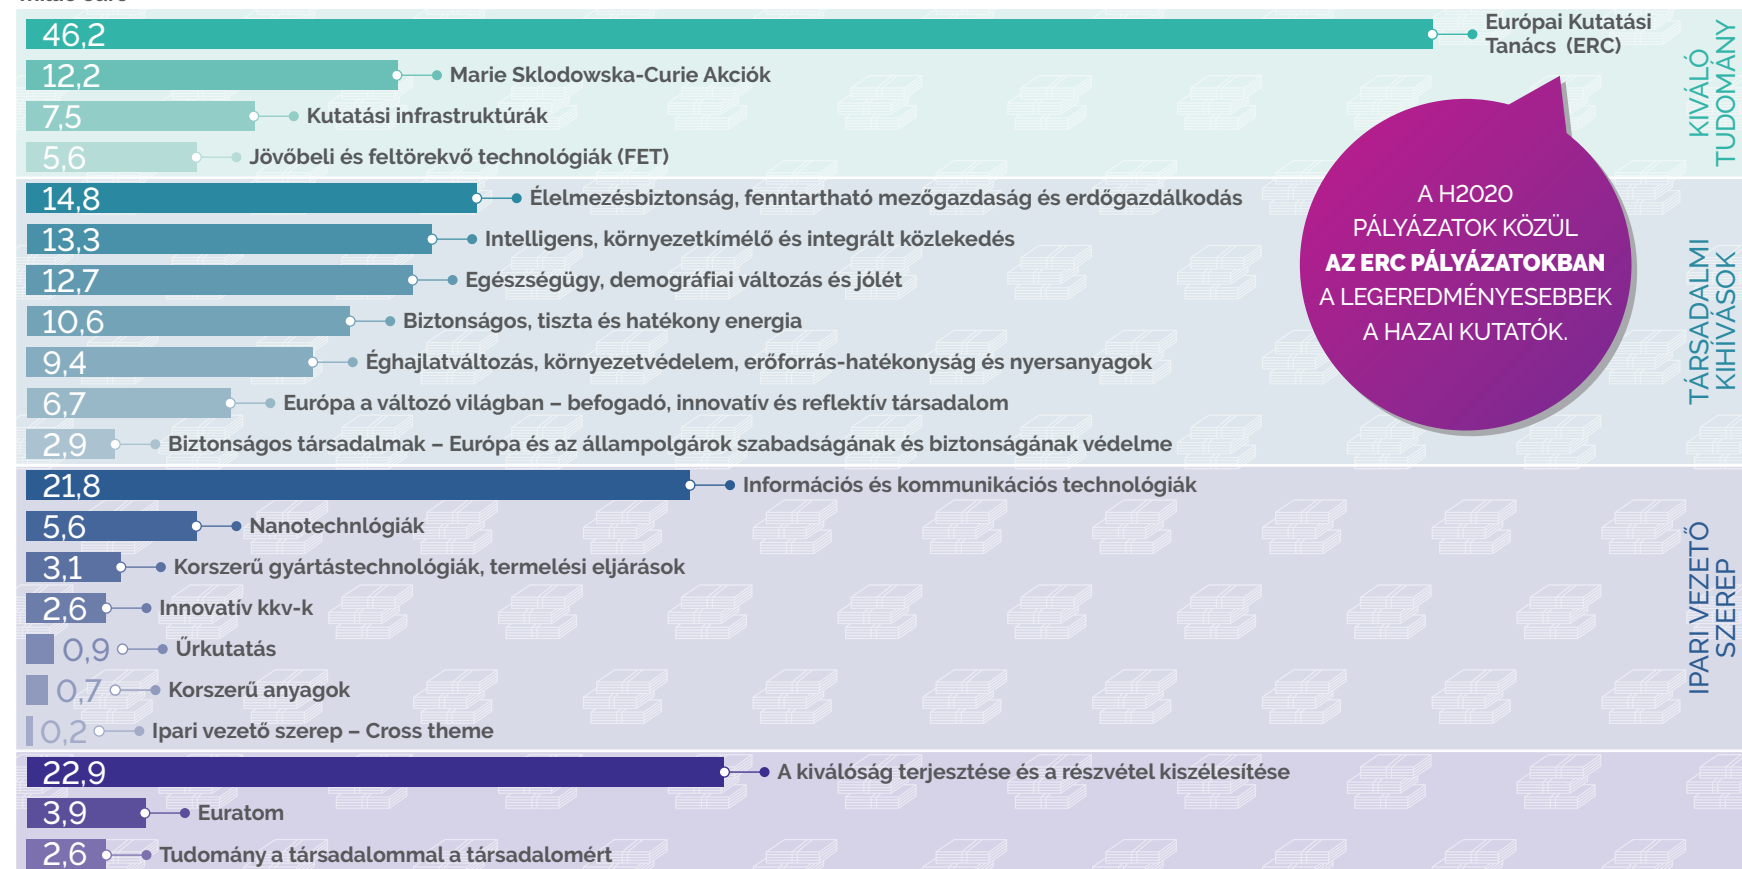 46,2
Európai Kutatási
Tanács (ERC)
12,2
Marie Sklodowska-Curie Akciók
7,5
Kutatási infrastruktúrák
5,6
Jövőbeli és feltörekvő technológiák (FET)
KIVÁLÓ
TUDOMÁNY
14,8
Élelmezésbiztonság, fenntartható mezőgazdaság és erdőgazdálkodás
13,3
Intelligens, környezetkímélő és integrált közlekedés
12,7
Egészségügy, demográfiai változás és jólét
10,6
Biztonságos, tiszta és hatékony energia
9,4
Éghajlatváltozás, környezetvédelem, erőforrás-hatékonyság és nyersanyagok
6,7
Európa a változó világban – befogadó, innovatív és reflektív társadalom
2,9
Biztonságos társadalmak – Európa és az állampolgárok szabadságának és biztonságának védelme
TÁRSADALMI
KIHIVÁSOK
A H2020
PÁLYÁZATOK KÖZÜL
AZ ERC PÁLYÁZATOKBAN
A LEGEREDMÉNYESEBBEK
A HAZAI KUTATÓK.
21,8
Információs és kommunikációs technológiák
5,6
Nanotechnlógiák
3,1
Korszerű gyártástechnológiák, termelési eljárások
2,6
Innovatív kkv-k
0,9
Űrkutatás
0,7
Korszerű anyagok
0,2
Ipari vezető szerep – Cross theme
IPARI VEZETŐ
SZEREP
22,9
A kiválóság terjesztése és a részvétel kiszélesítése
3,9
Euratom
2,6
Tudomány a társadalommal a társadalomért